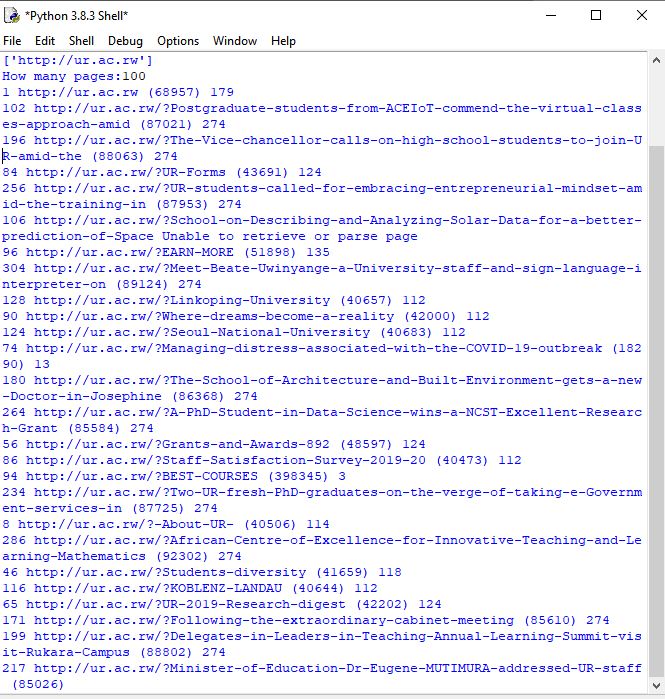 *Python 3.8.3 Shell*
File Edit Shell Debug Options Window Help
['http://ur.ac.rw']
How many pages:100
1 http://ur.ac.rw (68957) 179
102 http://ur.ac.rw/?Postgraduate-students-from-ACEIoT-commend-the-virtual-class
es-approach-amid (87021) 274
196 http://ur.ac.rw/?The-Vice-chancellor-calls-on-high-school-students-to-join-U
R-amid-the (88063) 274
84 http://ur.ac.rw/?UR-Forms (43691) 124
256 http://ur.ac.rw/?UR-students-called-for-embracing-entrepreneurial-mindset-am
id-the-training-in (87953) 274
106 http://ur.ac.rw/?School-on-Describing-and-Analyzing-Solar-Data-for-a-better-
prediction-of-Space Unable to retrieve or parse page
96 http://ur.ac.rw/?EARN-MORE (51898) 135
304 http://ur.ac.rw/?Meet-Beate-Uwinyange-a-University-staff-and-sign-language-i
nterpreter-on (89124) 274
128 http://ur.ac.rw/?Linkoping-University (40657) 112
90 http://ur.ac.rw/?Where-dreams-become-a-reality (42000) 112
124 http://ur.ac.rw/?Seoul-National-University (40683) 112
74 http://ur.ac.rw/?Managing-distress-associated-with-the-COVID-19-outbreak (182
90) 13
180 http://ur.ac.rw/?The-School-of-Architecture-and-Built-Environment-gets-a-new
-Doctor-in-Josephine (86368) 274
264 http://ur.ac.rw/?A-PhD-Student-in-Data-Science-wins-a-NCST-Excellent-Researc
h-Grant (85584) 274
56 http://ur.ac.rw/?Grants-and-Awards-892 (48597) 124
86 http://ur.ac.rw/?Staff-Satisfaction-Survey-2019-20 (40473) 112
94 http://ur.ac.rw/?BEST-COURSES (398345) 3
234 http://ur.ac.rw/?Two-UR-fresh-PhD-graduates-on-the-verge-of-taking-e-Governm
ent-services-in (87725) 274
8 http://ur.ac.rw/?-About-UR- (40506) 114
286 http://ur.ac.rw/?African-Centre-of-Excellence-for-Innovative-Teaching-and-Le
arning-Mathematics (92302) 274
46 http://ur.ac.rw/?Students-diversity (41659) 118
116 http://ur.ac.rw/?KOBLENZ-LANDAU (40644) 112
65 http://ur.ac.rw/?UR-2019-Research-digest (42202) 124
171 http://ur.ac.rw/?Following-the-extraordinary-cabinet-meeting (85610) 274
199 http://ur.ac.rw/?Delegates-in-Leaders-in-Teaching-Annual-Learning-Summit-vis
it-Rukara-Campus (88802) 274
217 http://ur.ac.rw/?Minister-of-Education-Dr-Eugene-MUTIMURA-addressed-UR-staff
(85026)